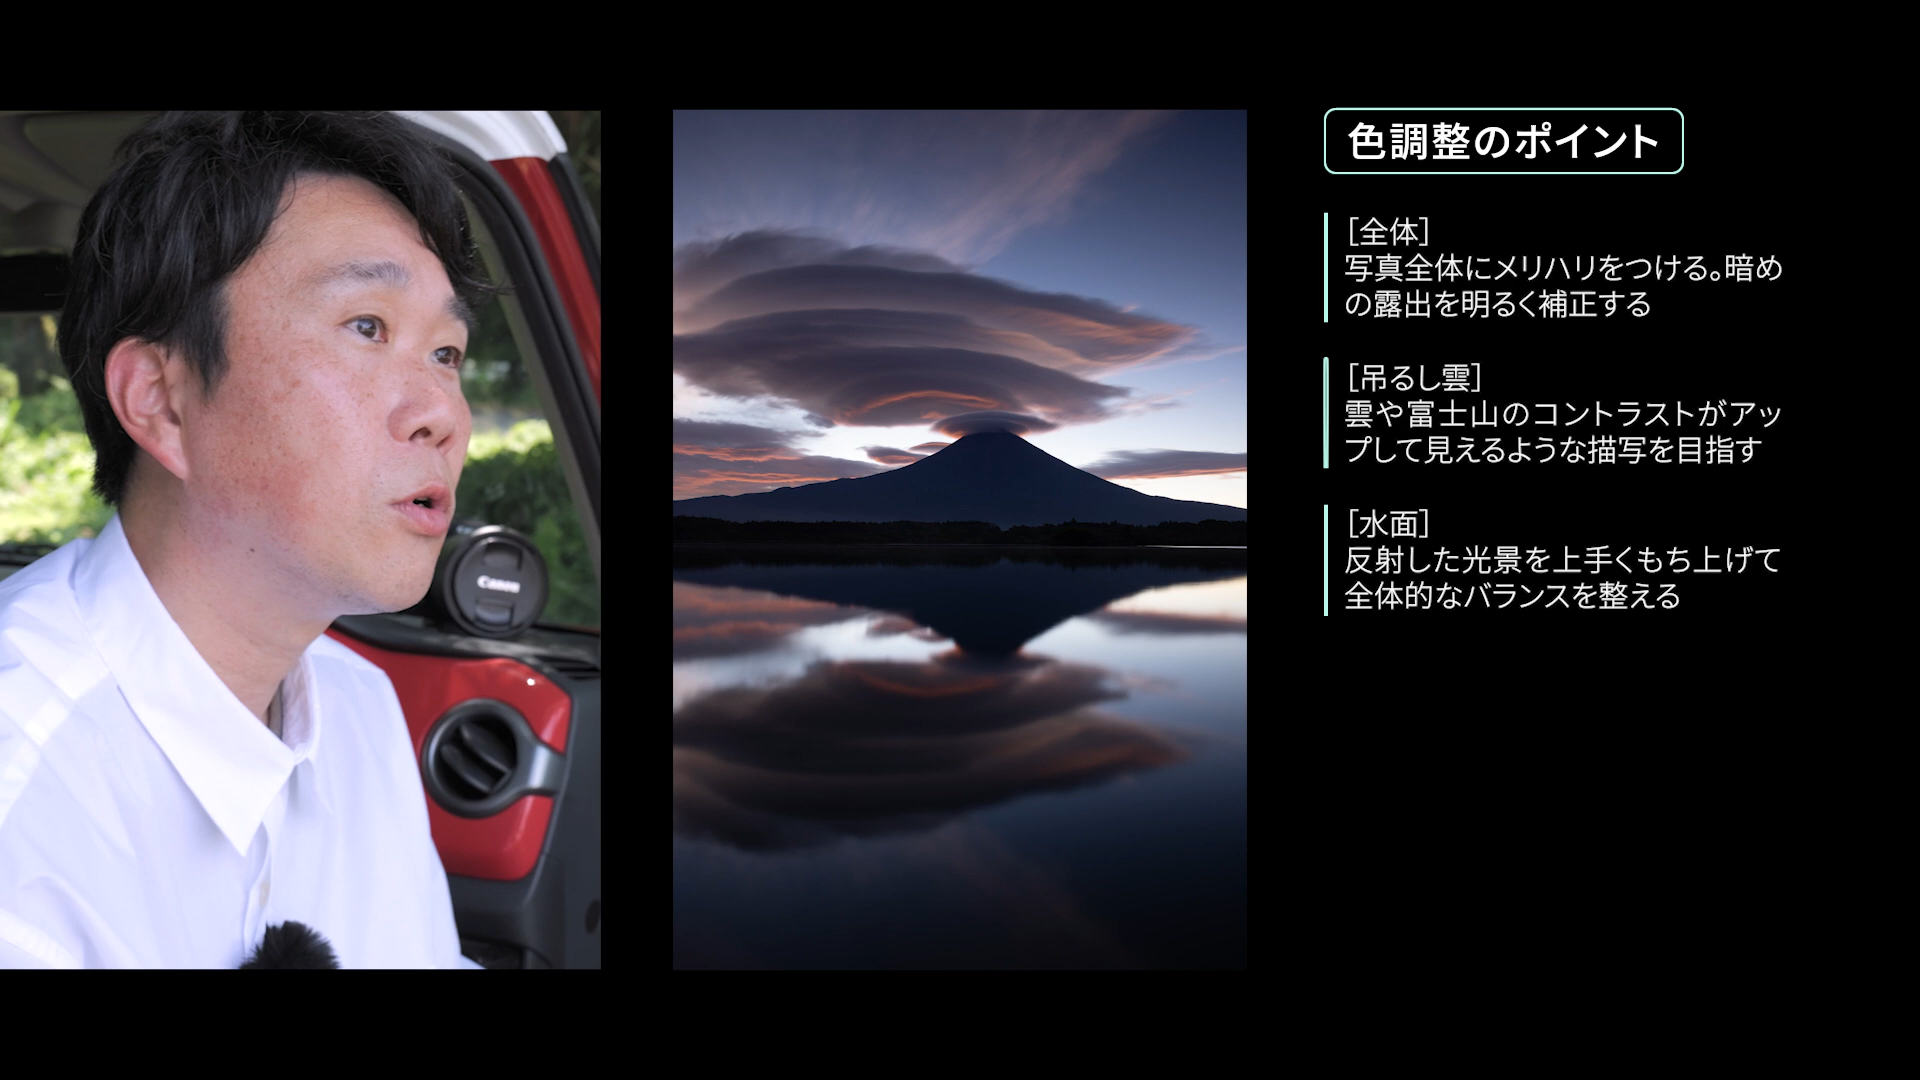 色調整のポイント
［全体］
写真全体にメリハリをつける。暗め
の露出を明るく補正する
［吊るし雲］
雲や富士山のコントラストがアッ
プして見えるような描写を目指す
［水面］
反射した光景を上手くもち上げて
全体的なバランスを整える
Canon